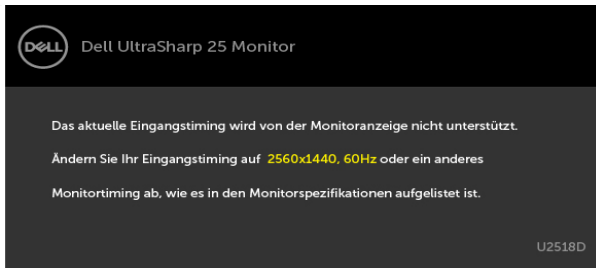 DELL Dell UltraSharp 25 Monitor
Das aktuelle Eingangstiming wird von der Monitoranzeige nicht unterstützt.
Ändern Sie Ihr Eingangstiming auf 2560x1440, 60Hz oder ein anderes
Monitortiming ab, wie es in den Monitorspezifikationen aufgelistet ist.
U2518D